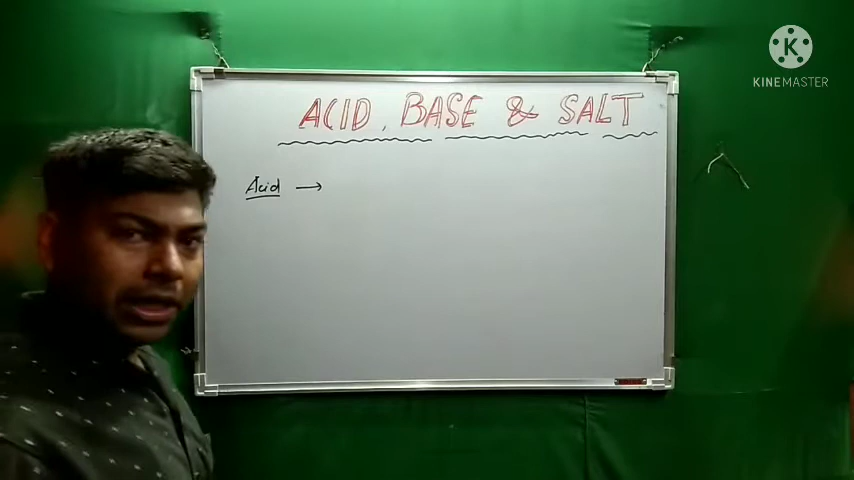 ACID, BASE & SALT
Acid →
K
KINEMASTER